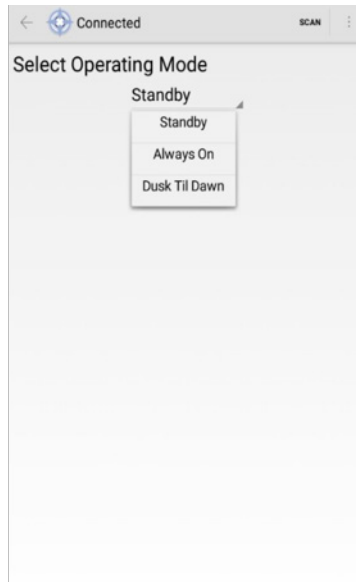 Connected SCAN
Select Operating Mode
Standby
Standby
Always On
Dusk Til Dawn